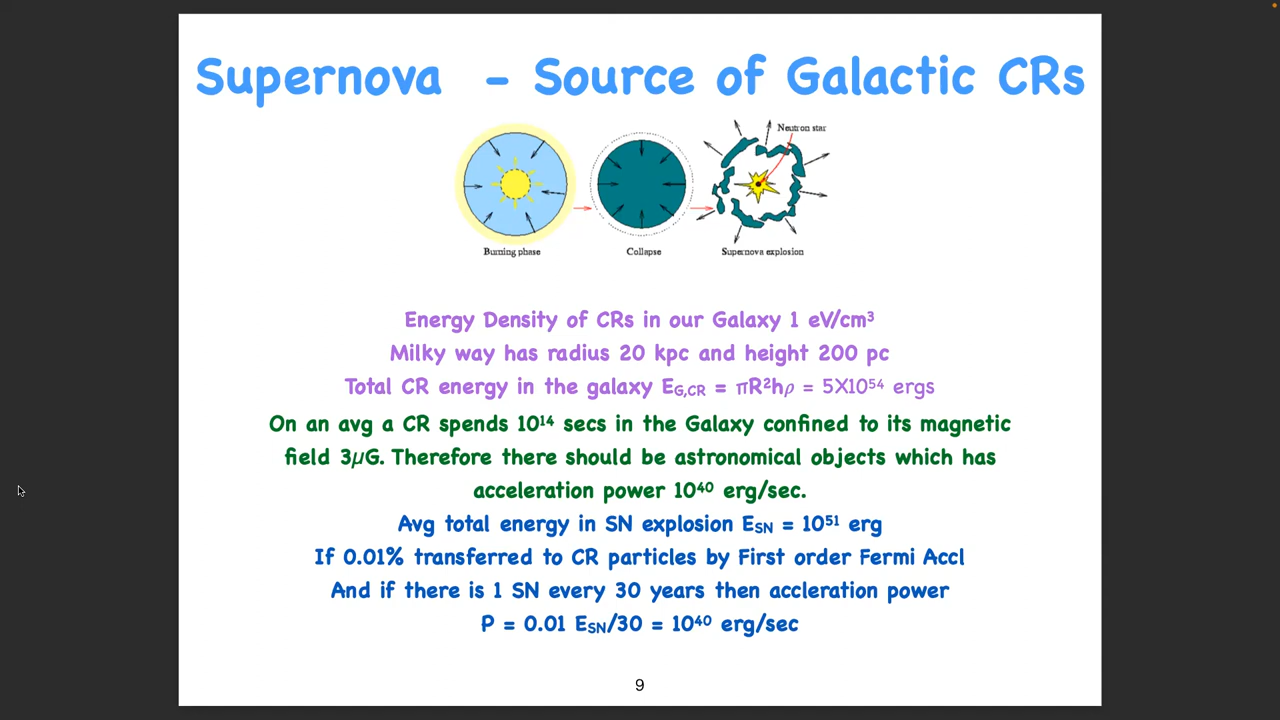 Supernova - Source of Galactic CRs
Neutron star
Burning phase
Collapse
Supernova explosion
Energy Density of CRs in our Galaxy 1 eV/cm³
Milky way has radius 20 kpc and height 200 pc
Total CR energy in the galaxy E_G,CR = πR²hρ = 5X10⁵⁴ ergs
On an avg a CR spends 10¹⁴ secs in the Galaxy confined to its magnetic
field 3μG. Therefore there should be astronomical objects which has
acceleration power 10⁴⁰ erg/sec.
Avg total energy in SN explosion E_SN = 10⁵¹ erg
If 0.01% transferred to CR particles by First order Fermi Accl
And if there is 1 SN every 30 years then accleration power
P = 0.01 E_SN/30 = 10⁴⁰ erg/sec
9